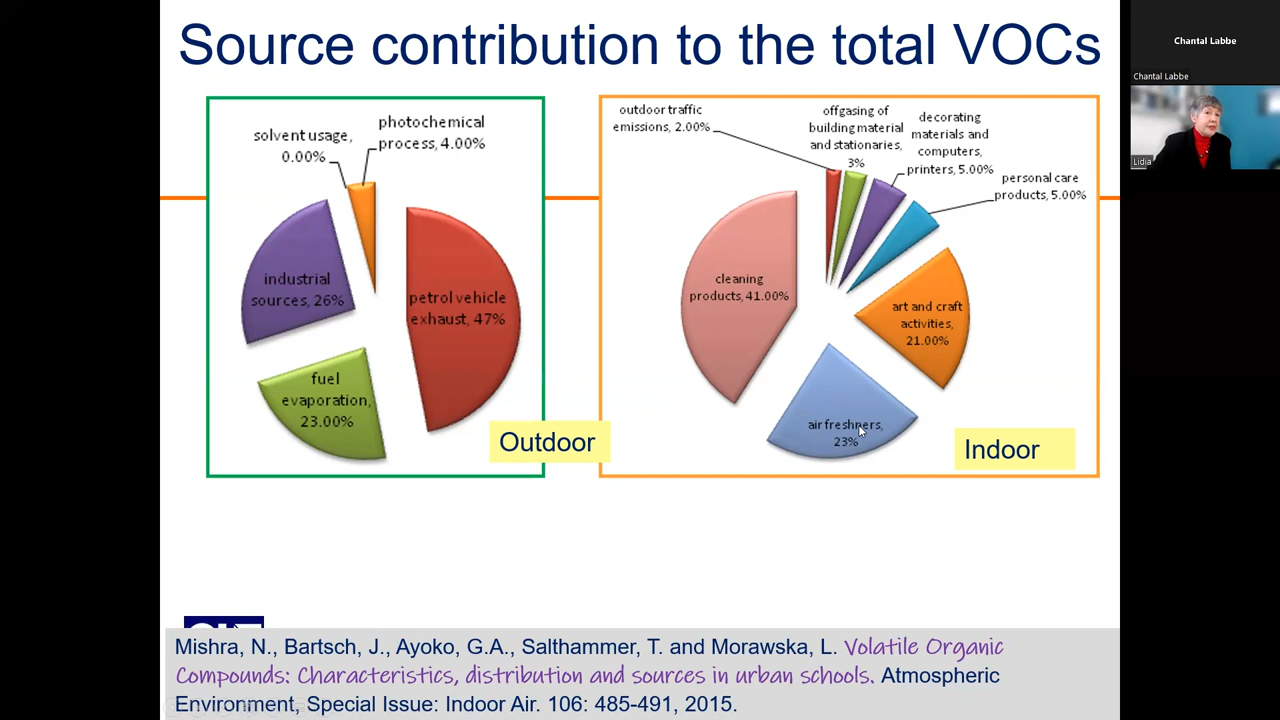 Source contribution to the total VOCs
solvent usage,
0.00%
photochemical
process, 4.00%
industrial
sources, 26%
petrol vehicle
exhaust, 47%
fuel
evaporation,
23.00%
Outdoor
outdoor traffic
emissions, 2.00%
offgasing of
building material
and stationaries,
3%
decorating
materials and
computers,
printers, 5.00%
personal care
products, 5.00%
cleaning
products, 41.00%
art and craft
activities,
21.00%
air freshners,
23%
Indoor
Mishra, N., Bartsch, J., Ayoko, G.A., Salthammer, T. and Morawska, L. Volatile Organic
Compounds: Characteristics, distribution and sources in urban schools. Atmospheric
Environment, Special Issue: Indoor Air. 106: 485-491, 2015.
Chantal Labbe
Chantal Labbe
Lidia